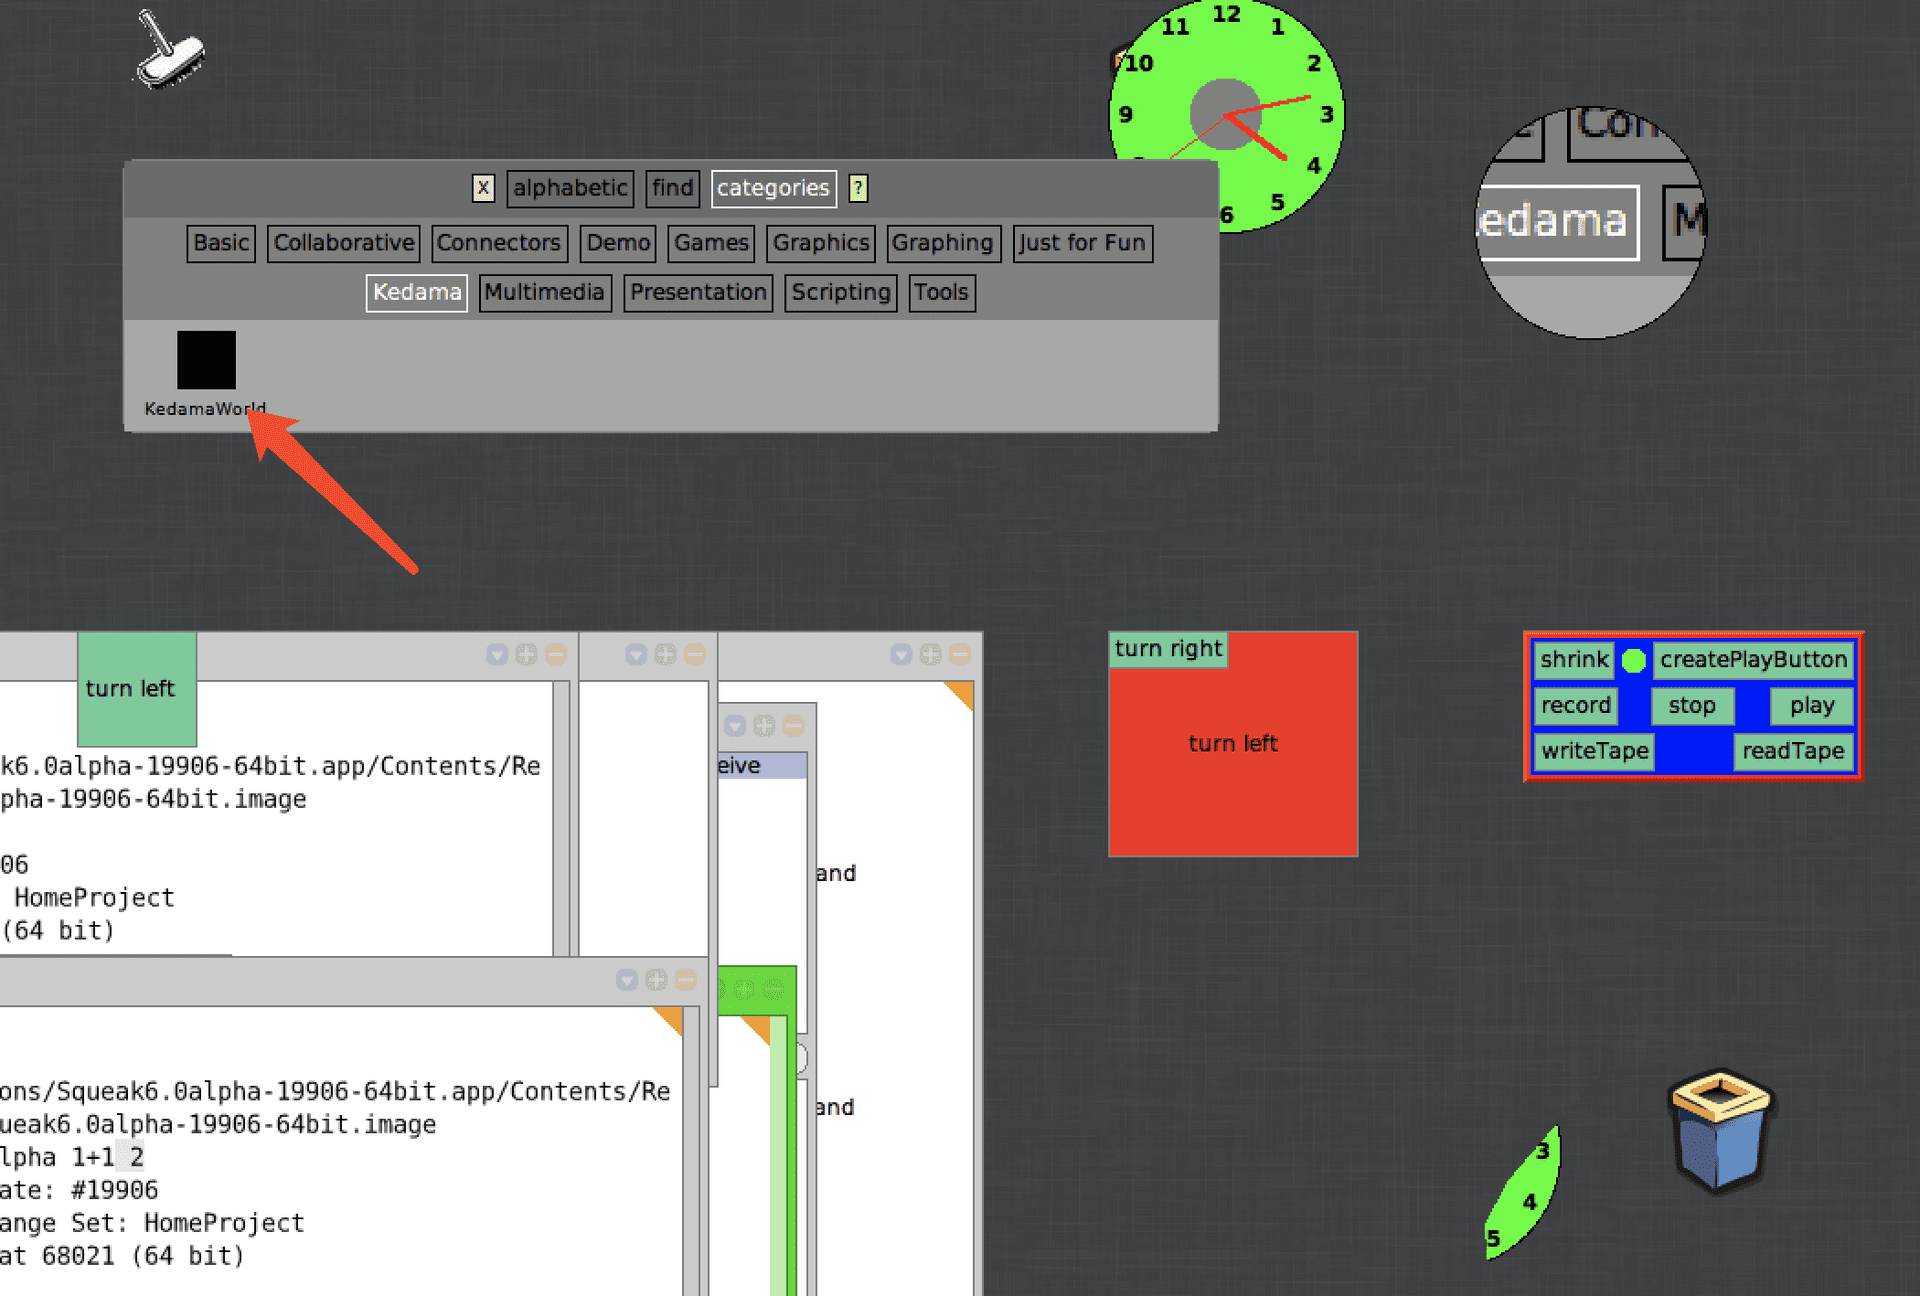 12
11 1
10 2
9 3
4
5
6
X alphabetic find categories ?
Basic Collaborative Connectors Demo Games Graphics Graphing Just for Fun
Kedama Multimedia Presentation Scripting Tools
KedamaWorld
Con
edama M
turn left
k6.0alpha-19906-64bit.app/Contents/Re
pha-19906-64bit.image
06
HomeProject
(64 bit)
eive
and
and
turn right
turn left
shrink createPlayButton
record stop play
writeTape readTape
ons/Squeak6.0alpha-19906-64bit.app/Contents/Re
ueak6.0alpha-19906-64bit.image
lpha 1+1 2
ate: #19906
ange Set: HomeProject
at 68021 (64 bit)
3
4
5